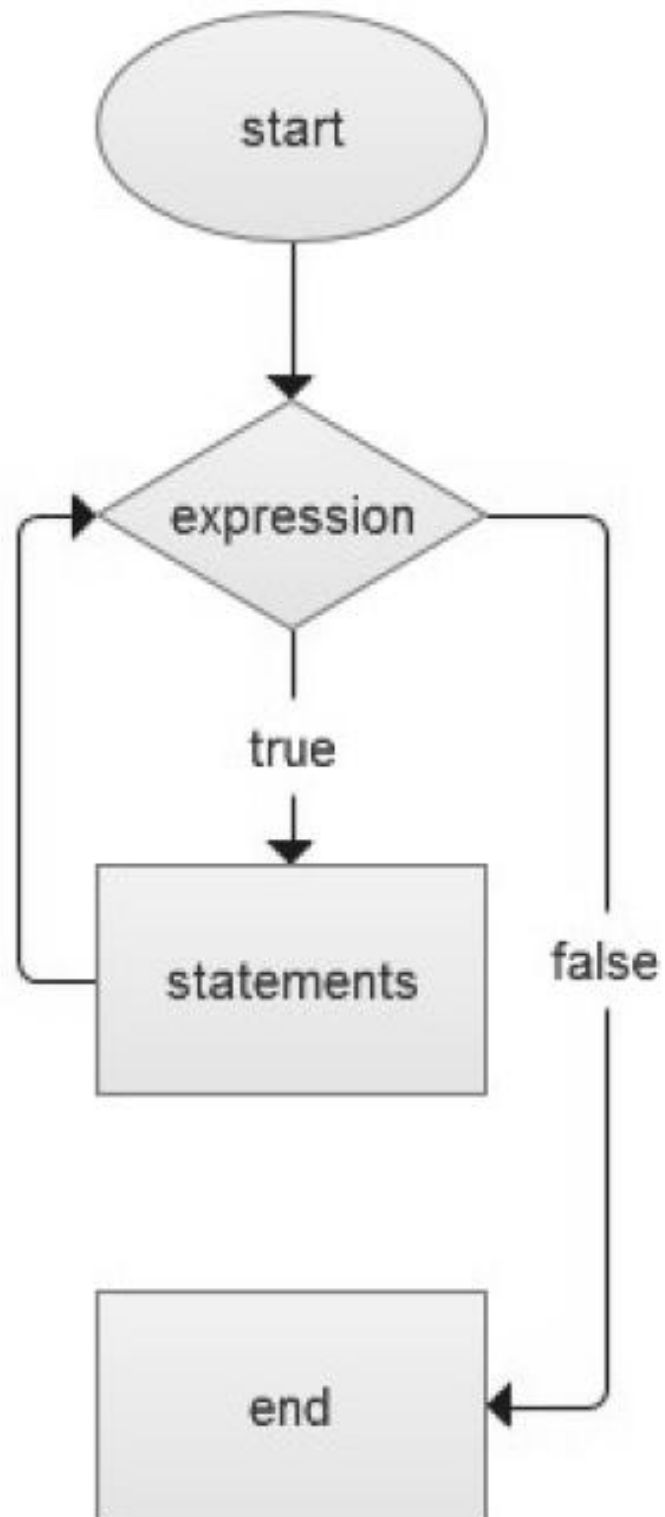 start
expression
true
false
statements
end